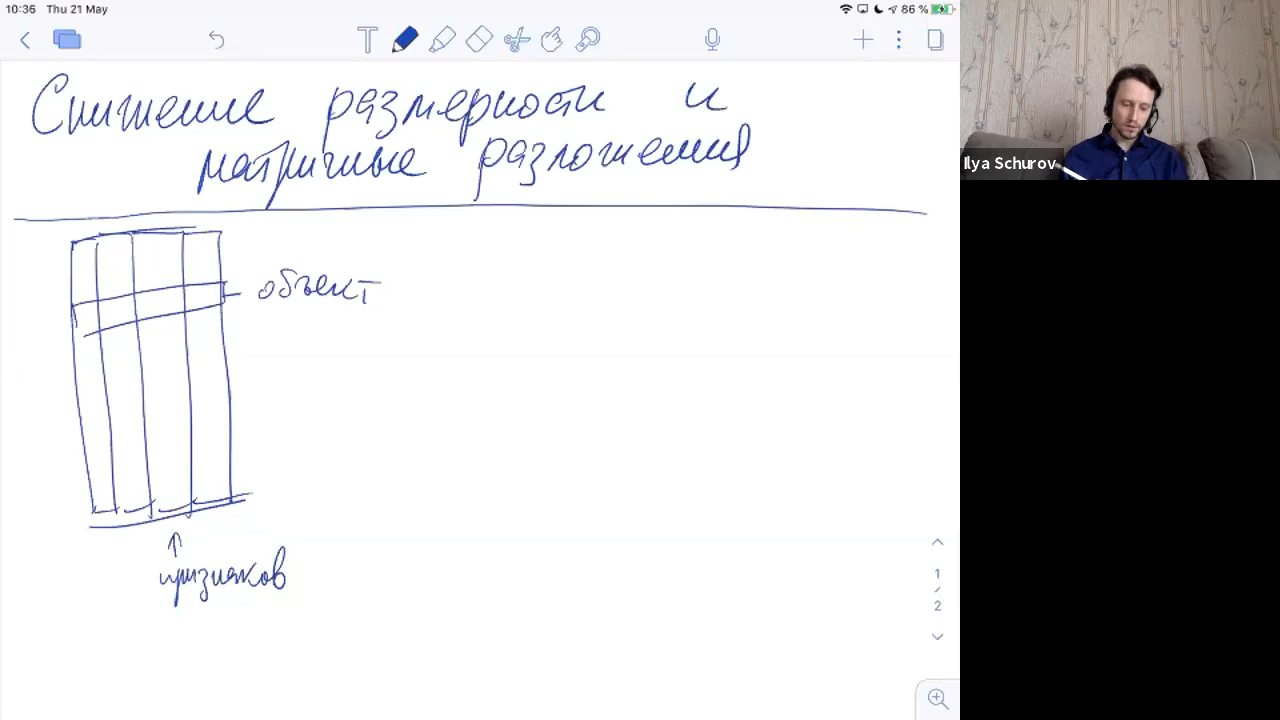 10:36 Thu 21 May
86 %
Снижение размерности и
матричные разложения
объект
признаков
1
/
2
Ilya Schurov